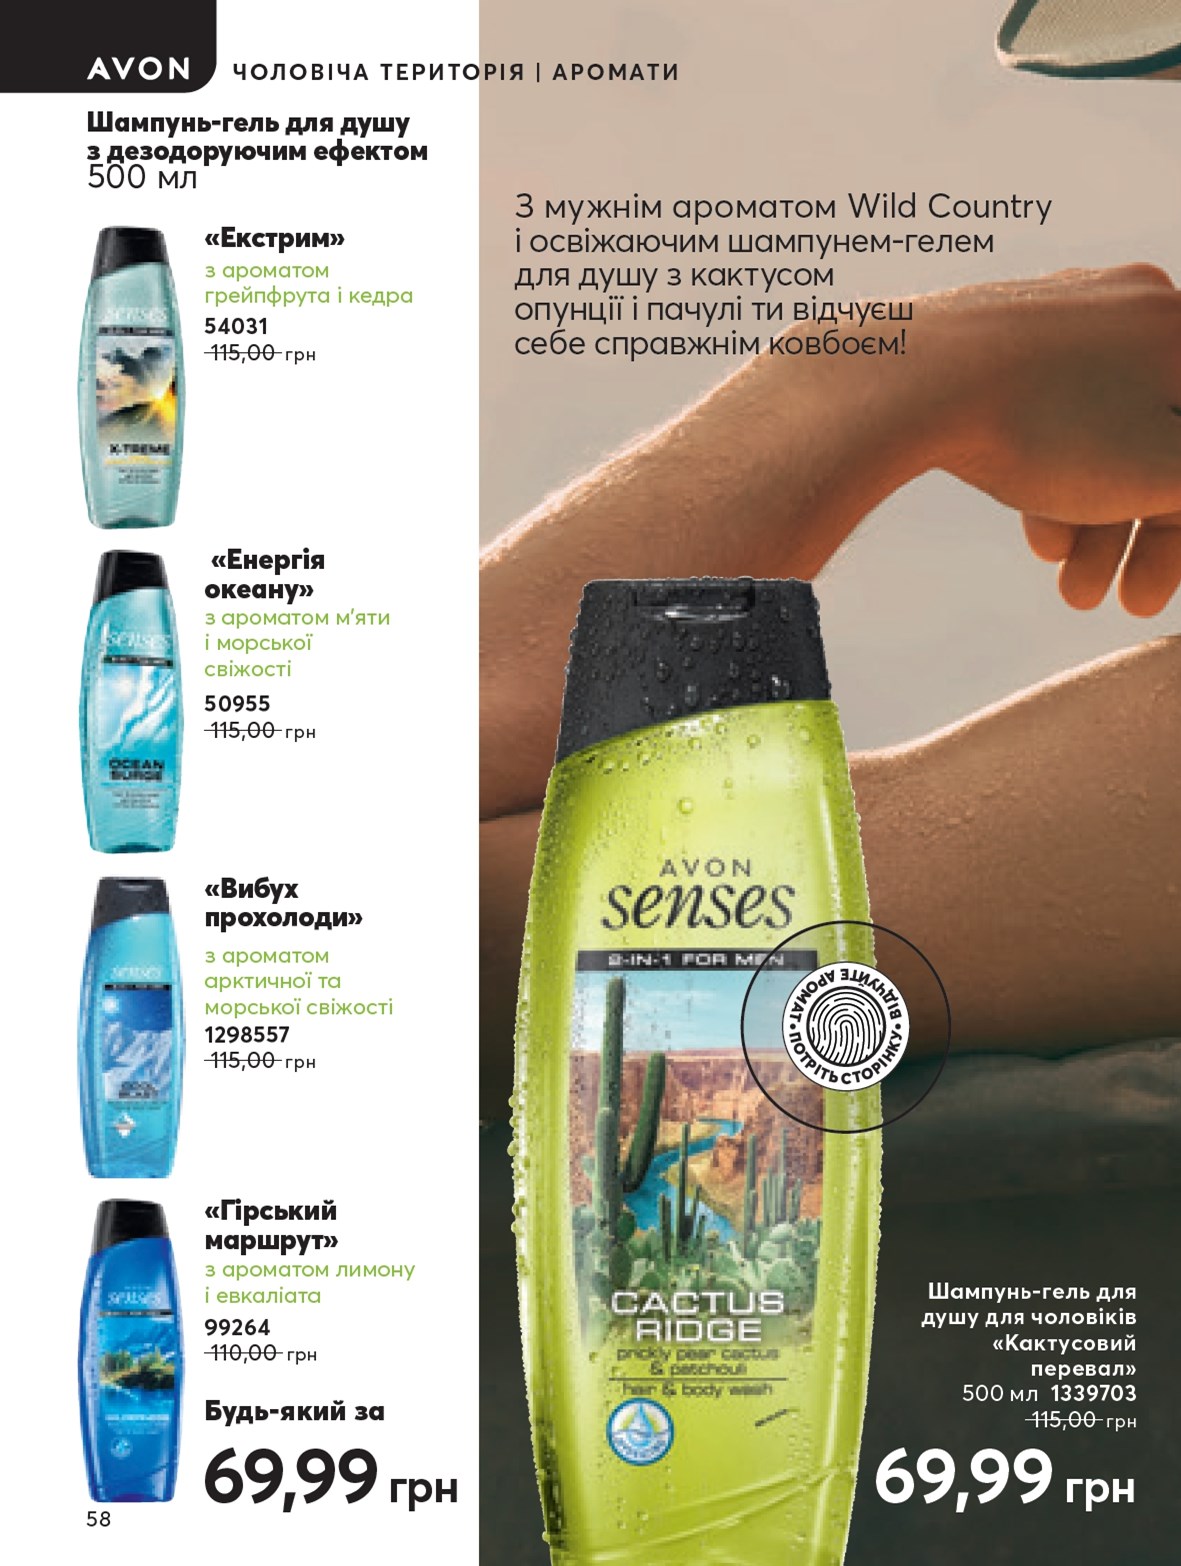 AVON
ЧОЛОВІЧА ТЕРИТОРІЯ | АРОМАТИ
Шампунь-гель для душу
з дезодоруючим ефектом
500 мл
«Екстрим»
з ароматом
грейпфрута і кедра
54031
115,00 грн
senses
X-TREME
«Енергія
океану»
з ароматом м'яти
і морської
свіжості
50955
115,00 грн
senses
OCEAN
SURGE
«Вибух
прохолоди»
з ароматом
арктичної та
морської свіжості
1298557
115,00 грн
senses
COOL
BLAST
«Гірський
маршрут»
з ароматом лимону
і евкаліата
99264
110,00 грн
senses
Будь-який за
69,99 грн
58
З мужнім ароматом Wild Country
і освіжаючим шампунем-гелем
для душу з кактусом
опунції і пачулі ти відчуєш
себе справжнім ковбоєм!
AVON
senses
2-IN-1 FOR MEN
CACTUS
RIDGE
prickly pear cactus
& patchouli
hair & body wash
ВІДЧУЙТЕ АРОМАТ • ПОТРІТЬ СТОРІНКУ •
Шампунь-гель для
душу для чоловіків
«Кактусовий
перевал»
500 мл 1339703
115,00 грн
69,99 грн